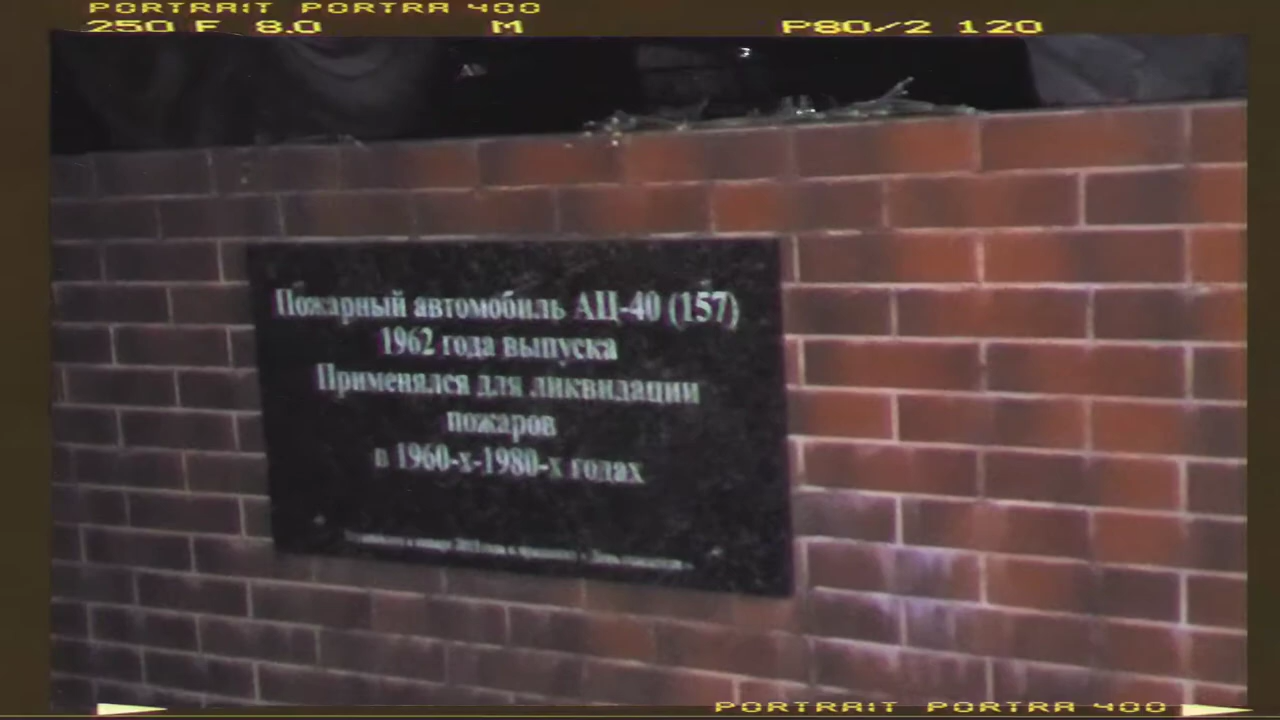 PORTRAIT PORTRA 400
250 F 8.0 M P80/2 120
Пожарный автомобиль АЦ-40 (157)
1962 года выпуска
Применялся для ликвидации
пожаров
в 1960-х-1980-х годах
PORTRAIT PORTRA 400